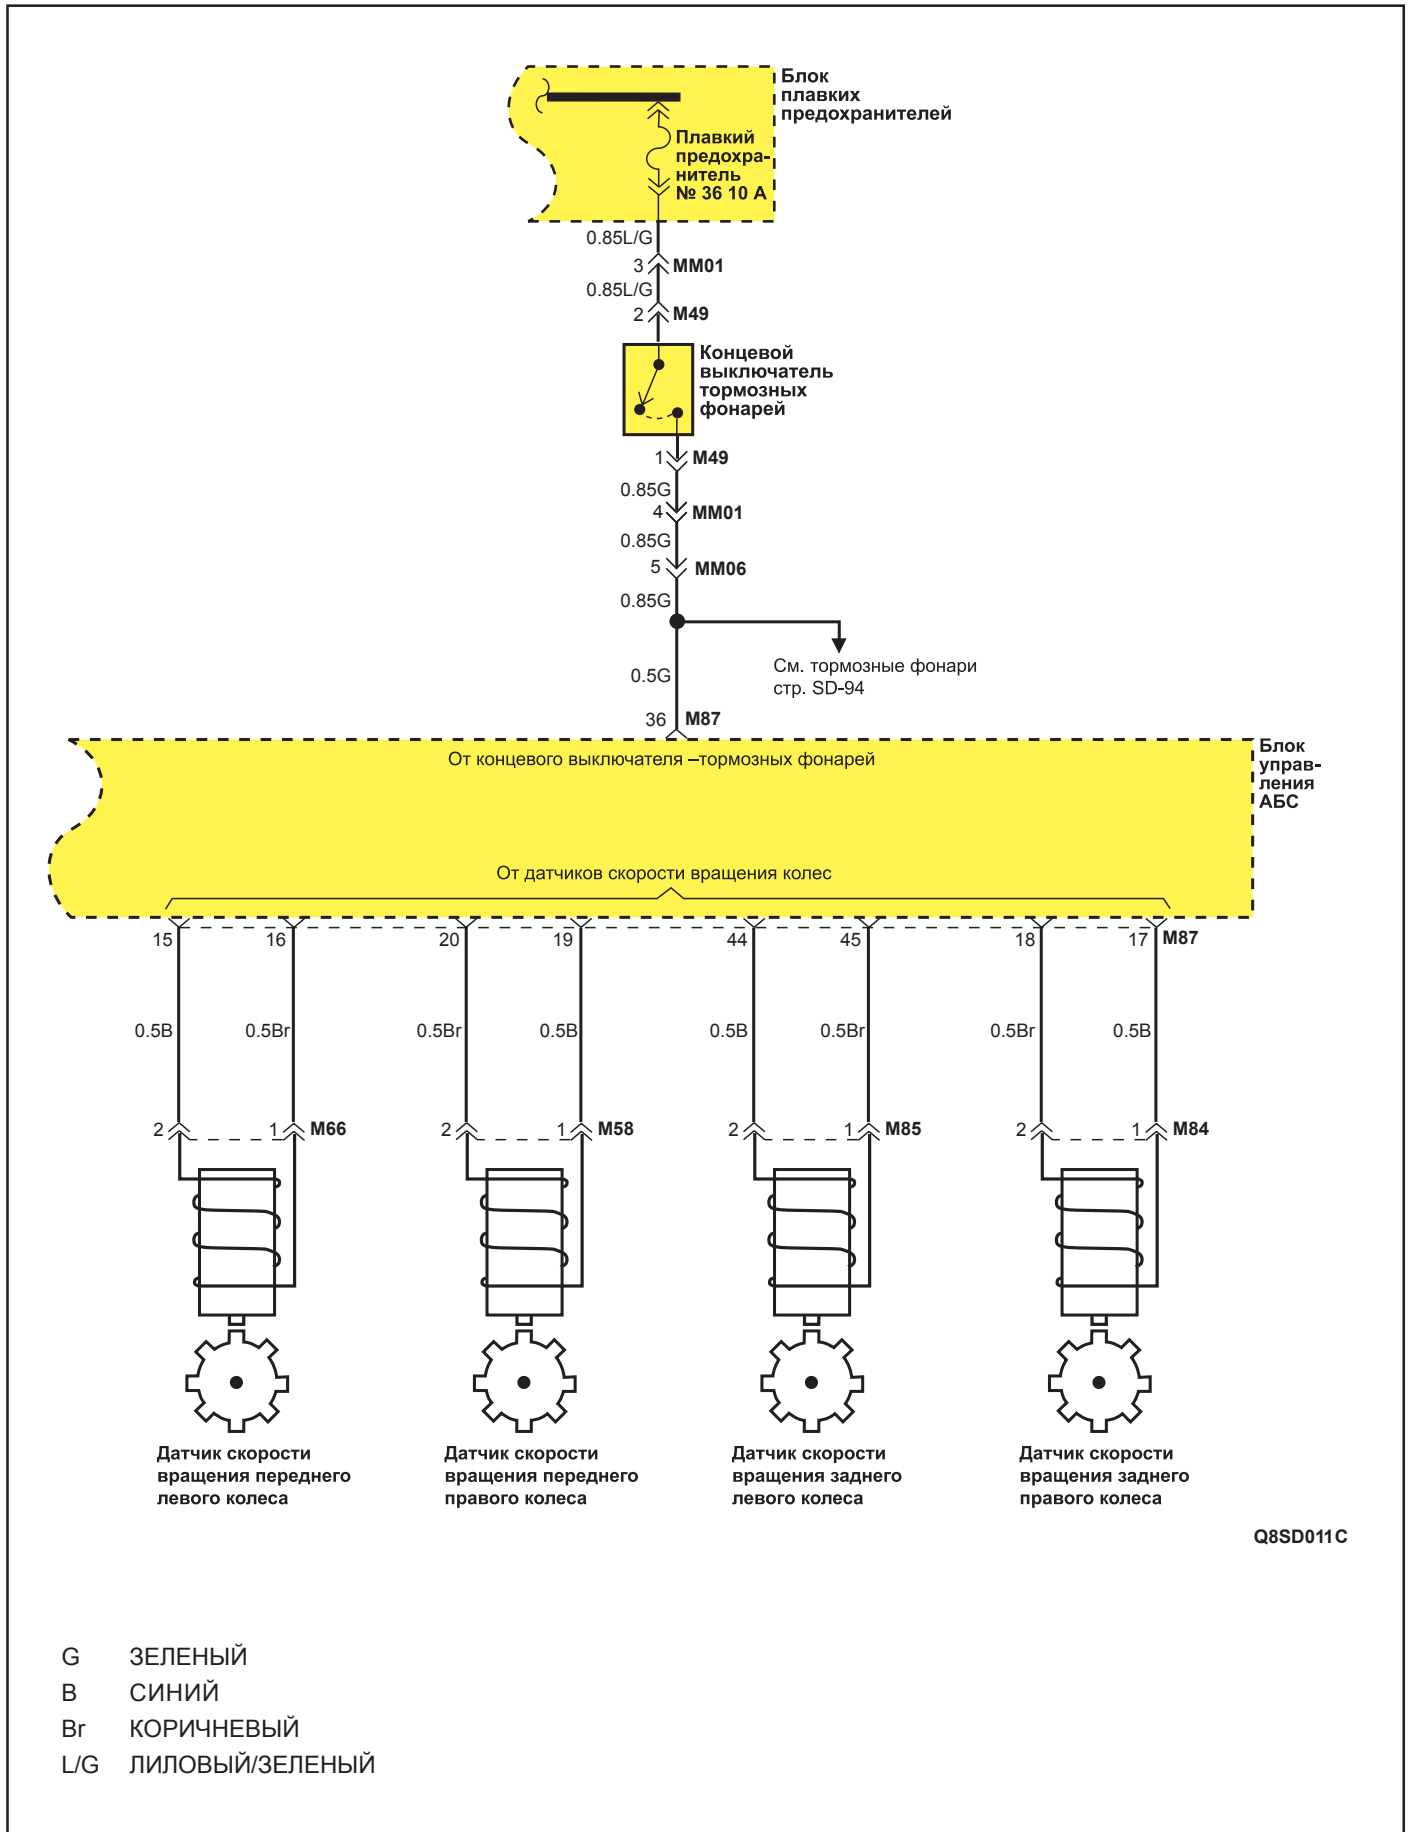 Блок
плавких
предохранителей
Плавкий
предохра-
нитель
№ 36 10 А
0.85L/G
3 MM01
0.85L/G
2 M49
Концевой
выключатель
тормозных
фонарей
1 M49
0.85G
4 MM01
0.85G
5 MM06
0.85G
См. тормозные фонари
стр. SD-94
0.5G
36 M87
От концевого выключателя –тормозных фонарей
Блок
управ-
ления
АБС
От датчиков скорости вращения колес
15 16 20 19 44 45 18 17 M87
0.5B 0.5Br 0.5Br 0.5B 0.5B 0.5Br 0.5Br 0.5B
2 1 M66 2 1 M58 2 1 M85 2 1 M84
Датчик скорости
вращения переднего
левого колеса
Датчик скорости
вращения переднего
правого колеса
Датчик скорости
вращения заднего
левого колеса
Датчик скорости
вращения заднего
правого колеса
Q8SD011C
G ЗЕЛЕНЫЙ
B СИНИЙ
Br КОРИЧНЕВЫЙ
L/G ЛИЛОВЫЙ/ЗЕЛЕНЫЙ